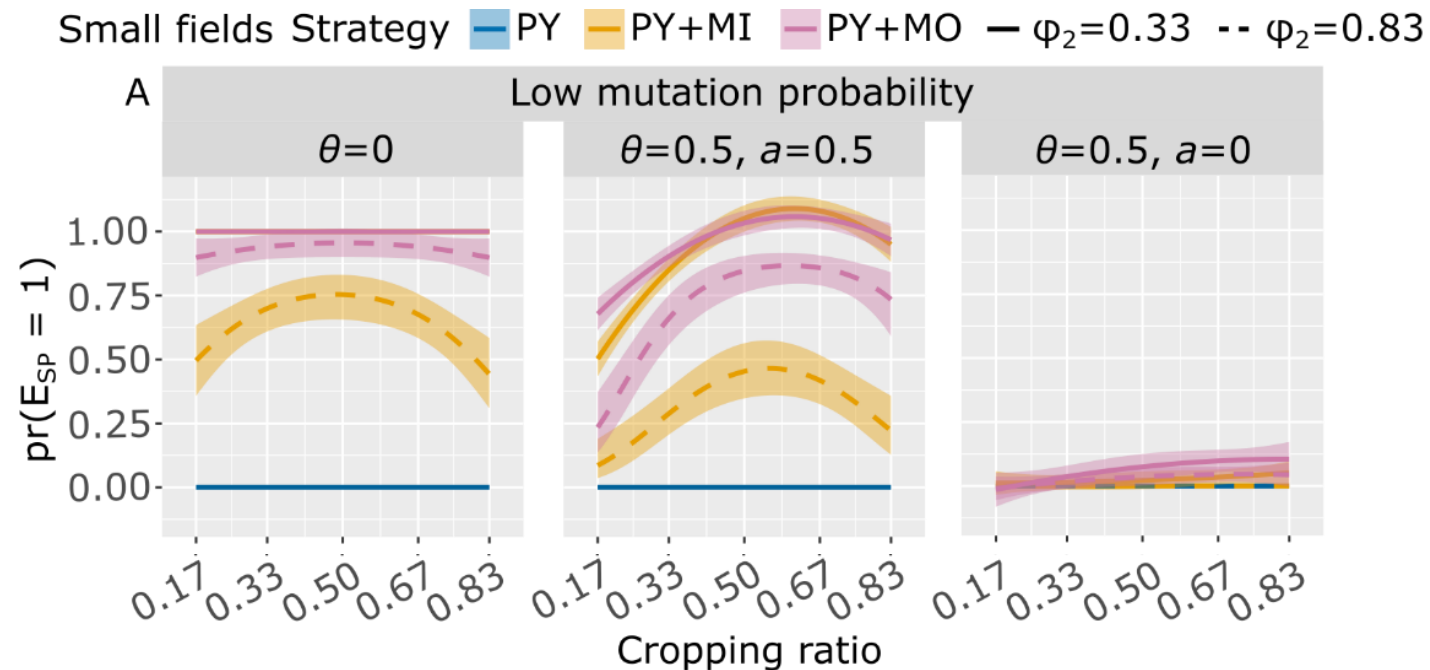 Small fields Strategy PY PY+MI PY+MO φ₂=0.33 φ₂=0.83
A Low mutation probability
θ=0 θ=0.5, a=0.5 θ=0.5, a=0
pr(E_SP = 1)
1.00
0.75
0.50
0.25
0.00
0.17 0.33 0.50 0.67 0.83 0.17 0.33 0.50 0.67 0.83 0.17 0.33 0.50 0.67 0.83
Cropping ratio